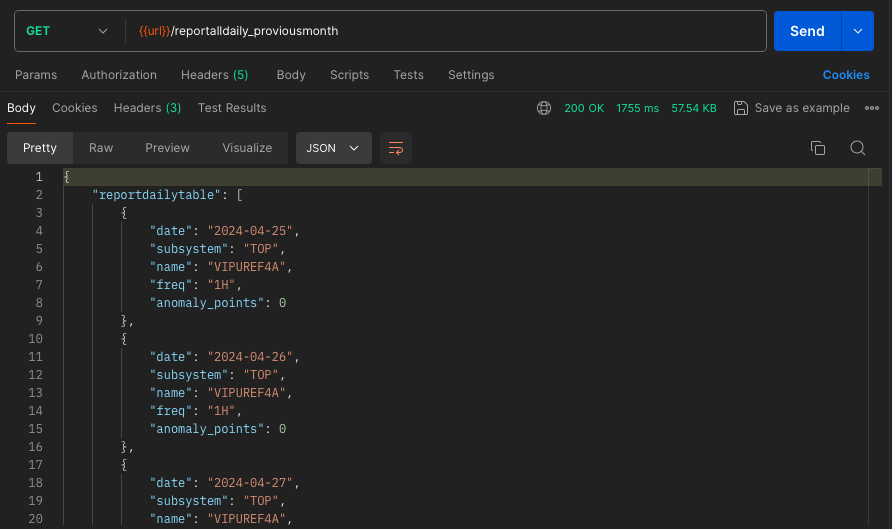 GET {{url}}/reportalldaily_proviousmonth Send
Params Authorization Headers (5) Body Scripts Tests Settings Cookies
Body Cookies Headers (3) Test Results 200 OK 1755 ms 57.54 KB Save as example
Pretty Raw Preview Visualize JSON
1 {
2 "reportdailytable": [
3 {
4 "date": "2024-04-25",
5 "subsystem": "TOP",
6 "name": "VIPUREF4A",
7 "freq": "1H",
8 "anomaly_points": 0
9 },
10 {
11 "date": "2024-04-26",
12 "subsystem": "TOP",
13 "name": "VIPUREF4A",
14 "freq": "1H",
15 "anomaly_points": 0
16 },
17 {
18 "date": "2024-04-27",
19 "subsystem": "TOP",
20 "name": "VIPUREF4A",